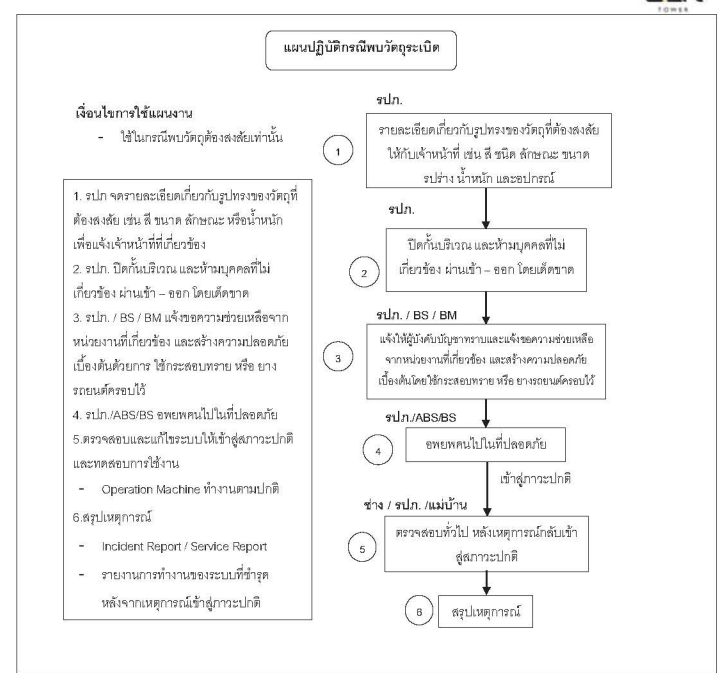 TOWER
แผนปฏิบัติกรณีพบวัตถุระเบิด
เงื่อนไขการใช้แผนงาน
- ใช้ในกรณีพบวัตถุต้องสงสัยเท่านั้น
1. รปภ จดรายละเอียดเกี่ยวกับรูปทรงของวัตถุที่
ต้องสงสัย เช่น สี ขนาด ลักษณะ หรือน้ำหนัก
เพื่อแจ้งเจ้าหน้าที่ที่เกี่ยวข้อง
2. รปภ. ปิดกั้นบริเวณ และห้ามบุคคลที่ไม่
เกี่ยวข้อง ผ่านเข้า – ออก โดยเด็ดขาด
3. รปภ. / BS / BM แจ้งขอความช่วยเหลือจาก
หน่วยงานที่เกี่ยวข้อง และสร้างความปลอดภัย
เบื้องต้นด้วยการ ใช้กระสอบทราย หรือ ยาง
รถยนต์ครอบไว้
4. รปภ./ABS/BS อพยพคนไปในที่ปลอดภัย
5.ตรวจสอบและแก้ไขระบบให้เข้าสู่สภาวะปกติ
และทดสอบการใช้งาน
- Operation Machine ทำงานตามปกติ
6.สรุปเหตุการณ์
- Incident Report / Service Report
- รายงานการทำงานของระบบที่ชำรุด
หลังจากเหตุการณ์เข้าสู่ภาวะปกติ
รปภ.
1
รายละเอียดเกี่ยวกับรูปทรงของวัตถุที่ต้องสงสัย
ให้กับเจ้าหน้าที่ เช่น สี ชนิด ลักษณะ ขนาด
รูปร่าง น้ำหนัก และอุปกรณ์
รปภ.
2
ปิดกั้นบริเวณ และห้ามบุคคลที่ไม่
เกี่ยวข้อง ผ่านเข้า – ออก โดยเด็ดขาด
รปภ. / BS / BM
3
แจ้งให้ผู้บังคับบัญชาทราบและแจ้งขอความช่วยเหลือ
จากหน่วยงานที่เกี่ยวข้อง และสร้างความปลอดภัย
เบื้องต้นโดยใช้กระสอบทราย หรือ ยางรถยนต์ครอบไว้
รปภ./ABS/BS
4
อพยพคนไปในที่ปลอดภัย
เข้าสู่ภาวะปกติ
ช่าง / รปภ. /แม่บ้าน
5
ตรวจสอบทั่วไป หลังเหตุการณ์กลับเข้า
สู่สภาวะปกติ
6
สรุปเหตุการณ์